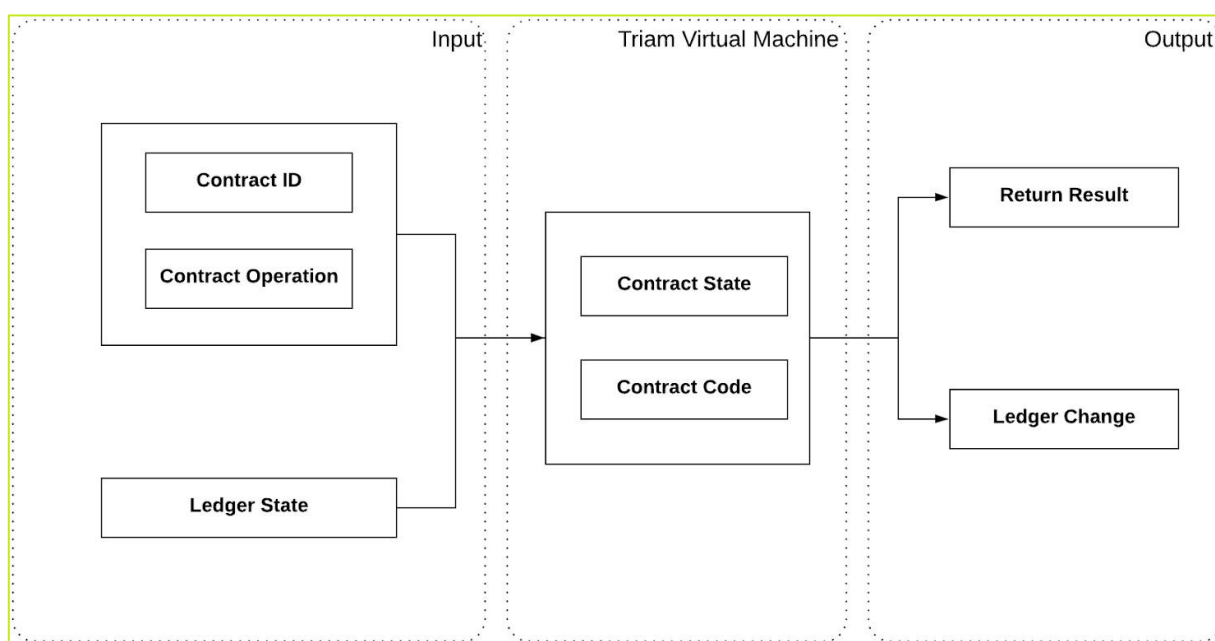 Input
Contract ID
Contract Operation
Ledger State
Triam Virtual Machine
Contract State
Contract Code
Output
Return Result
Ledger Change